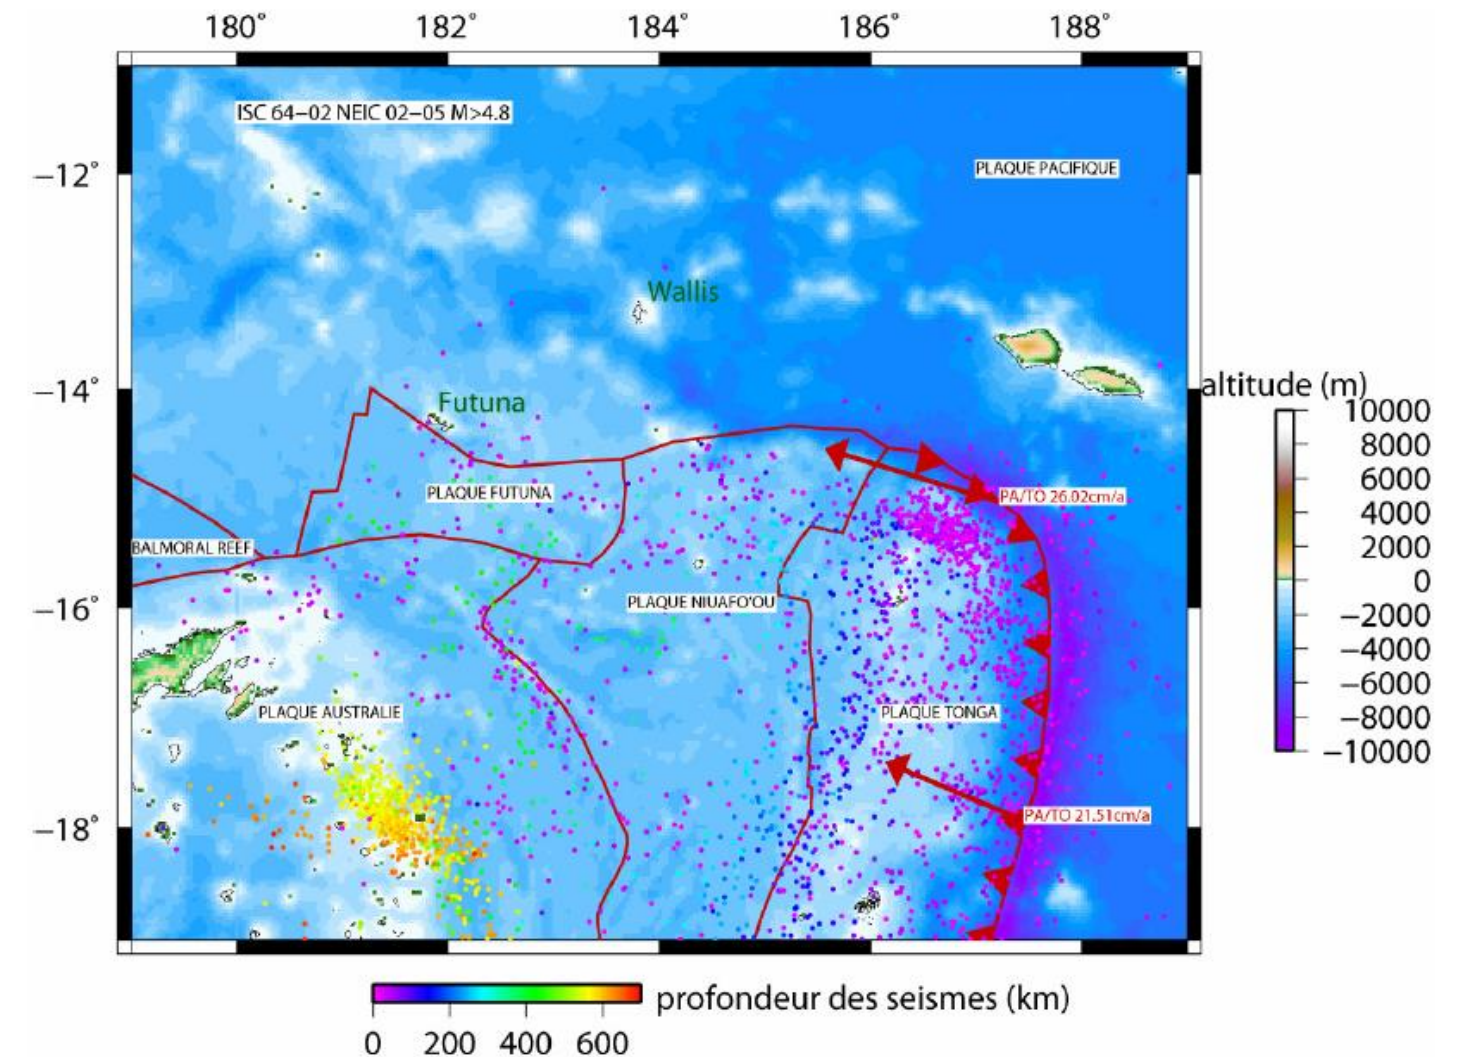 180° 182° 184° 186° 188°
ISC 64−02 NEIC 02−05 M>4.8
−12°
PLAQUE PACIFIQUE
Wallis
−14°
Futuna
altitude (m)
10000
8000
6000
4000
2000
0
−2000
−4000
−6000
−8000
−10000
PLAQUE FUTUNA
PA/TO 26.02cm/a
BALMORAL REEF
−16°
PLAQUE NIUAFO'OU
PLAQUE AUSTRALIE
PLAQUE TONGA
−18°
PA/TO 21.51cm/a
profondeur des seismes (km)
0 200 400 600